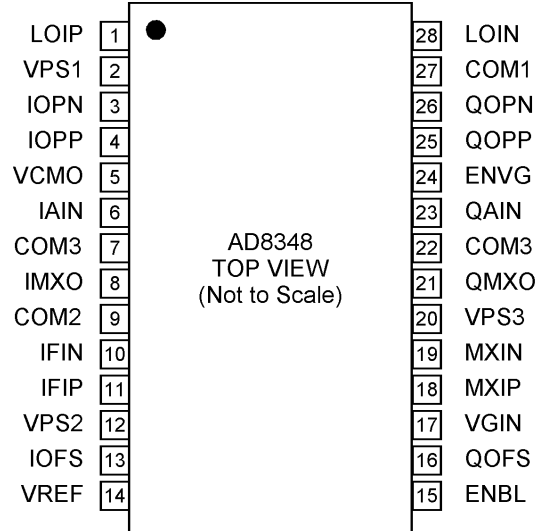 LOIP 1 28 LOIN
VPS1 2 27 COM1
IOPN 3 26 QOPN
IOPP 4 25 QOPP
VCMO 5 24 ENVG
IAIN 6 23 QAIN
COM3 7 AD8348 22 COM3
IMXO 8 TOP VIEW 21 QMXO
(Not to Scale)
COM2 9 20 VPS3
IFIN 10 19 MXIN
IFIP 11 18 MXIP
VPS2 12 17 VGIN
IOFS 13 16 QOFS
VREF 14 15 ENBL